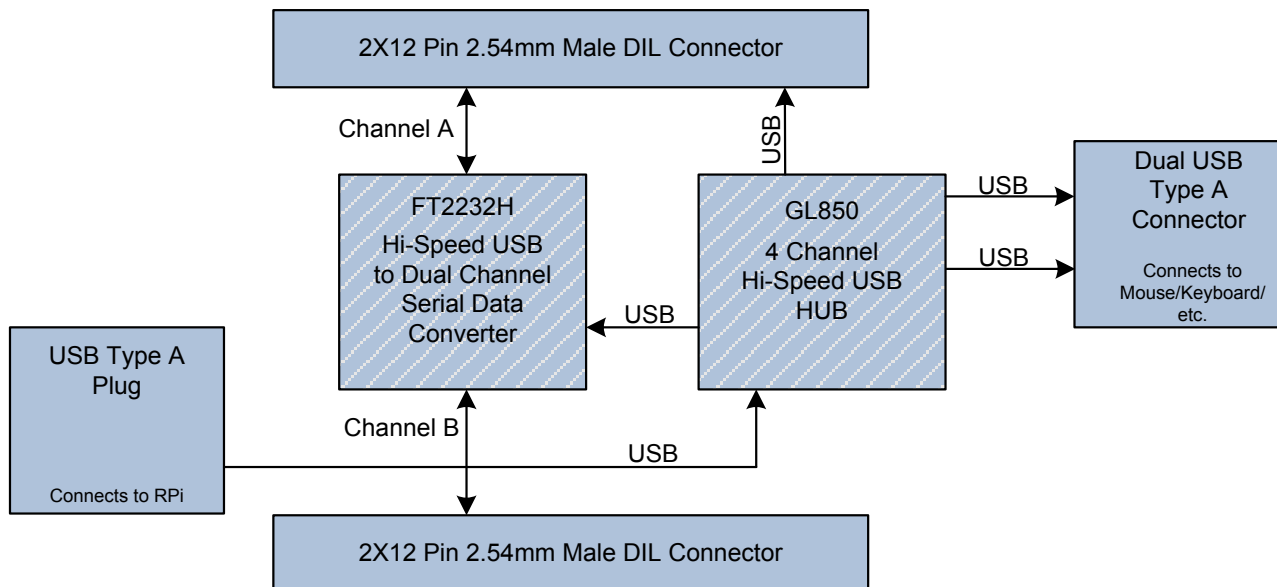 2X12 Pin 2.54mm Male DIL Connector
Channel A
USB
FT2232H
Hi-Speed USB
to Dual Channel
Serial Data
Converter
GL850
4 Channel
Hi-Speed USB
HUB
USB
USB
Dual USB
Type A
Connector
Connects to
Mouse/Keyboard/
etc.
USB
USB Type A
Plug
Connects to RPi
Channel B
USB
2X12 Pin 2.54mm Male DIL Connector